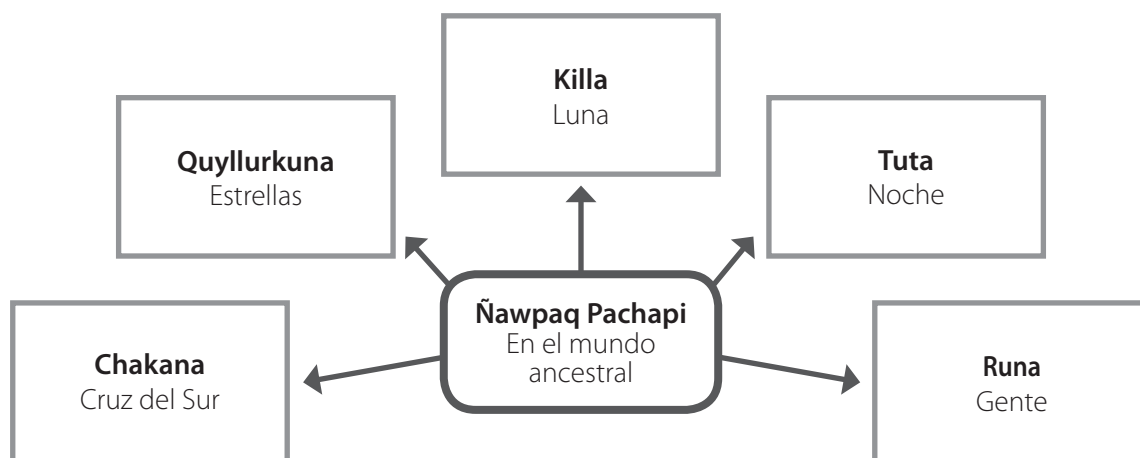 Killa
Luna
Quyllurkuna
Estrellas
Tuta
Noche
Ñawpaq Pachapi
En el mundo
ancestral
Chakana
Cruz del Sur
Runa
Gente